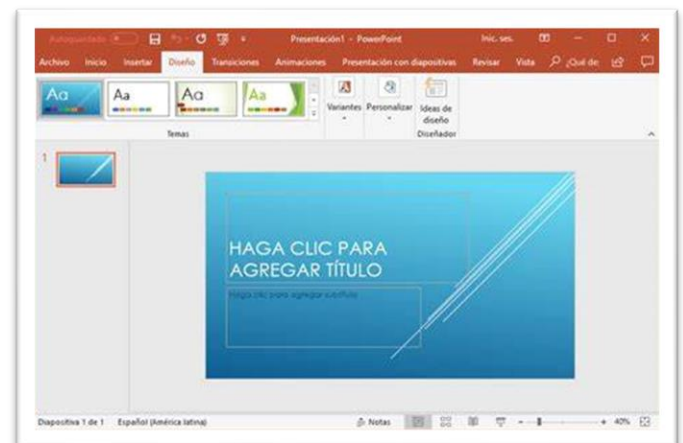 Autoguardado Presentación1 - PowerPoint Inic. ses.
Archivo Inicio Insertar Diseño Transiciones Animaciones Presentación con diapositivas Revisar Vista ¿Qué de
Aa Aa Aa Aa Variantes Personalizar Ideas de
diseño
Temas Diseñador
1
HAGA CLIC PARA
AGREGAR TÍTULO
Haga clic para agregar subtítulo
Diapositiva 1 de 1 Español (América latina) Notas 40%